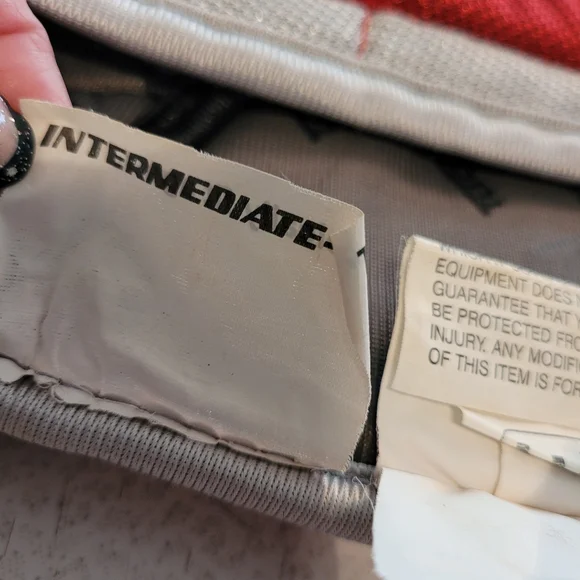 INTERMEDIATE-
EQUIPMENT DOES
GUARANTEE THAT
BE PROTECTED FRO
INJURY. ANY MODIFI
OF THIS ITEM IS FOR